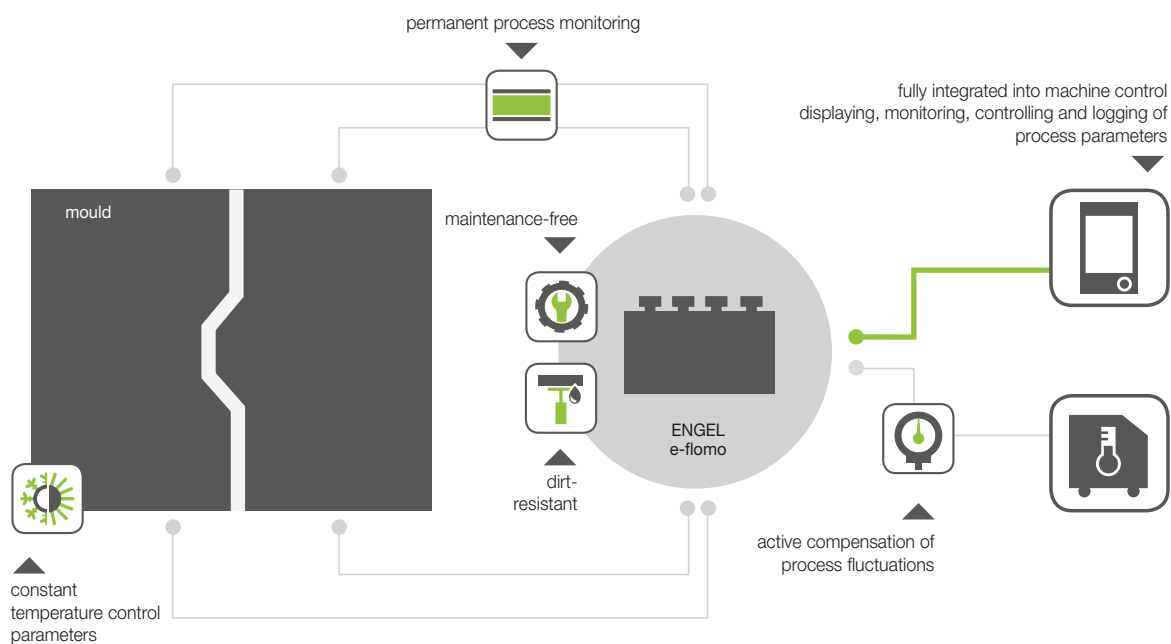 permanent process monitoring
fully integrated into machine control
displaying, monitoring, controlling and logging of
process parameters
mould
maintenance-free
ENGEL
e-flomo
dirt-
resistant
active compensation of
process fluctuations
constant
temperature control
parameters